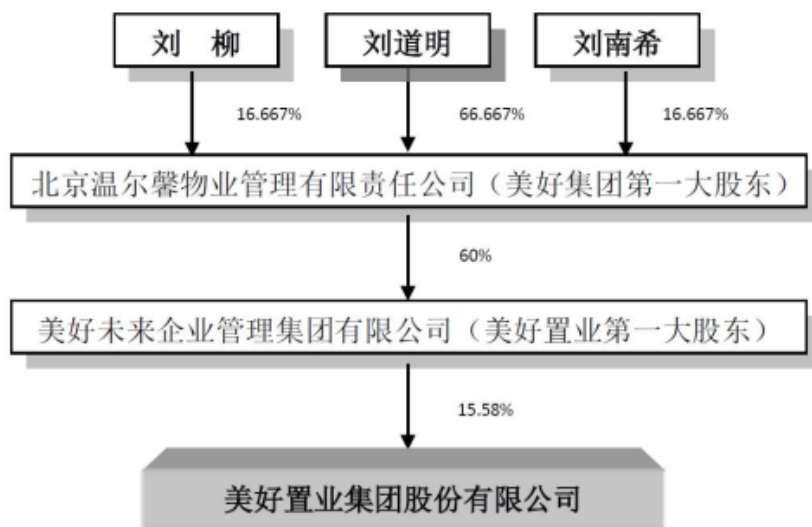 刘 柳 刘道明 刘南希
16.667% 66.667% 16.667%
北京温尔馨物业管理有限责任公司（美好集团第一大股东）
60%
美好未来企业管理集团有限公司（美好置业第一大股东）
15.58%
美好置业集团股份有限公司